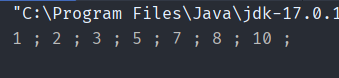 "C:\Program Files\Java\jdk-17.0.1
1 ; 2 ; 3 ; 5 ; 7 ; 8 ; 10 ;